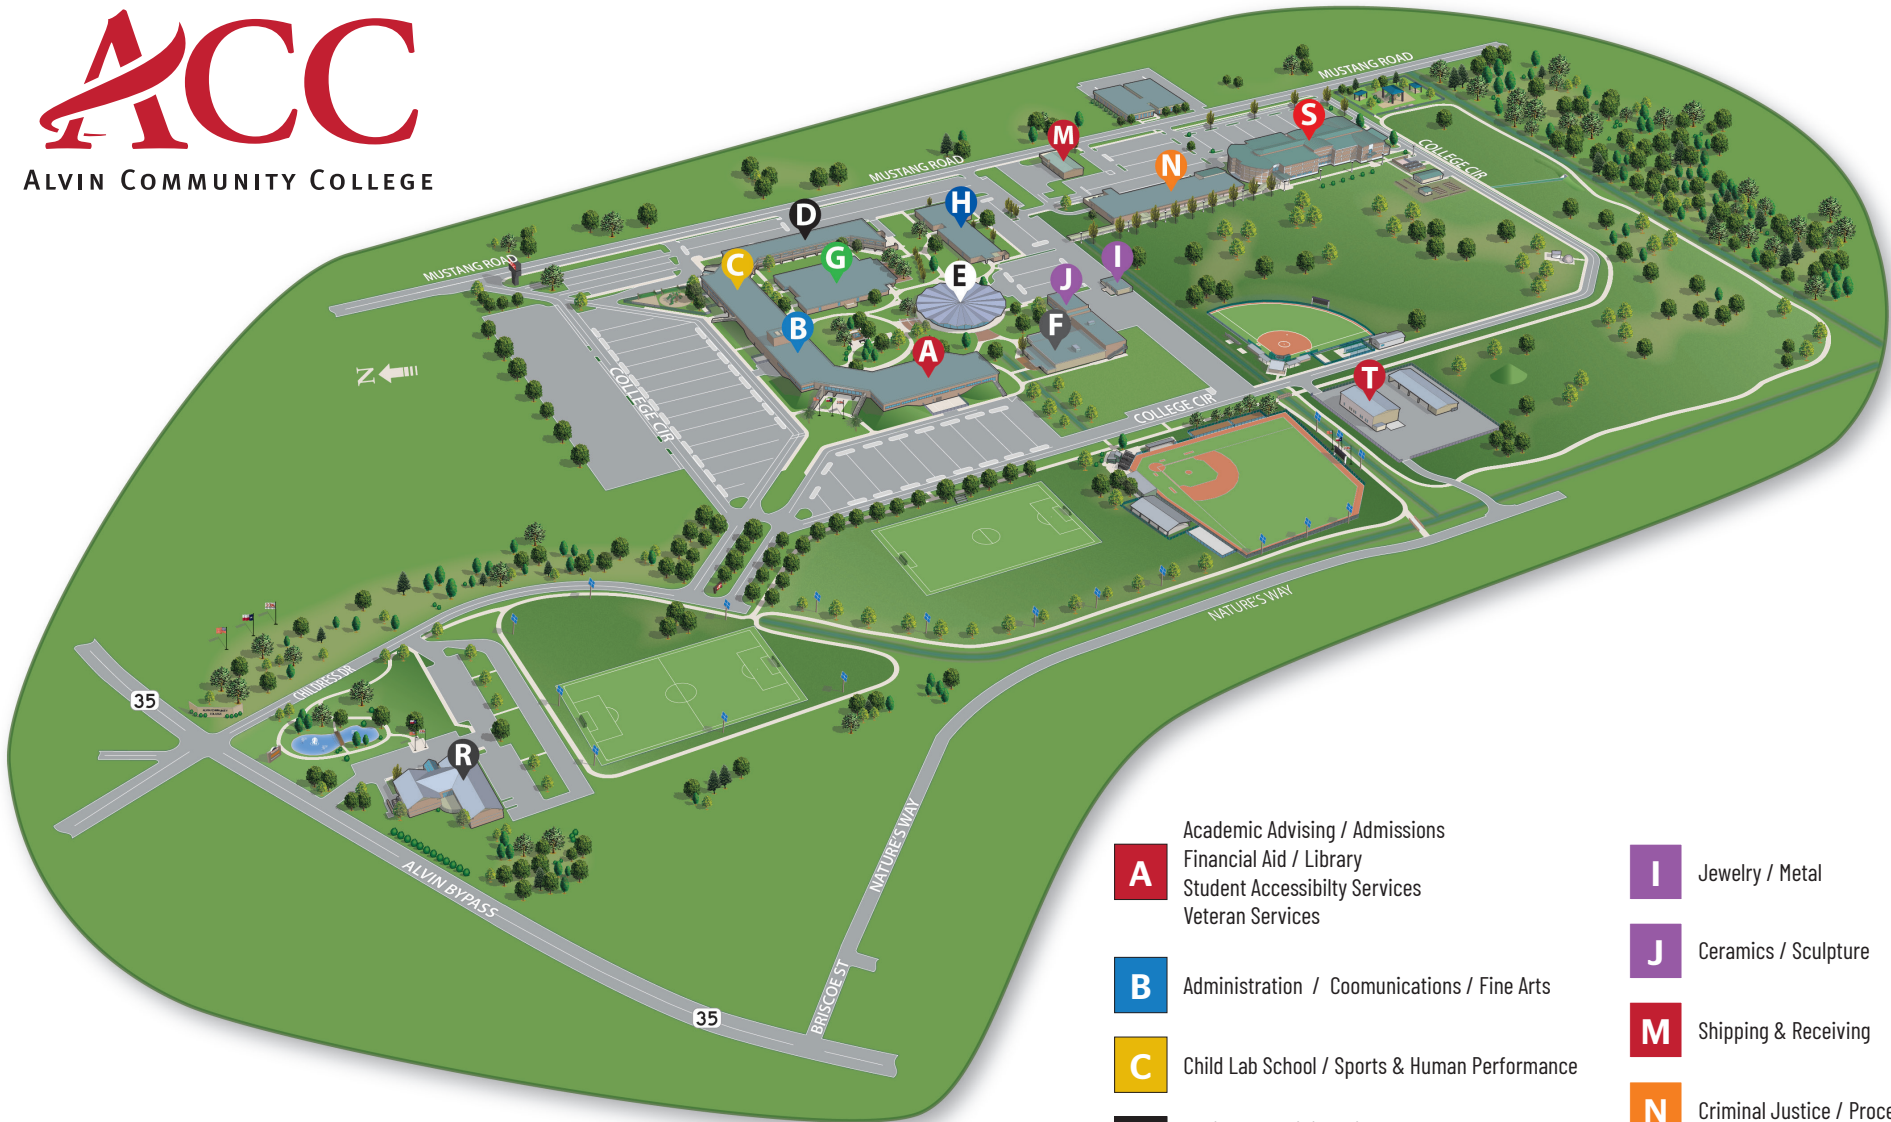 ACC
ALVIN COMMUNITY COLLEGE
MUSTANG ROAD
S
M
COLLEGE CIR
MUSTANG ROAD
N
H
D
G
I
C
E
J
MUSTANG ROAD
F
B
A
N
T
COLLEGE CIR
COLLEGE CIR
NATURE'S WAY
CHILDRESS DR
35
R
NATURE'S WAY
ALVIN BYPASS
BRISCOE ST
35
A
Academic Advising / Admissions
Financial Aid / Library
Student Accessibilty Services
Veteran Services
B
Administration / Coomunications / Fine Arts
C
Child Lab School / Sports & Human Performance
I
Jewelry / Metal
J
Ceramics / Sculpture
M
Shipping & Receiving
N
Criminal Justice / Proce